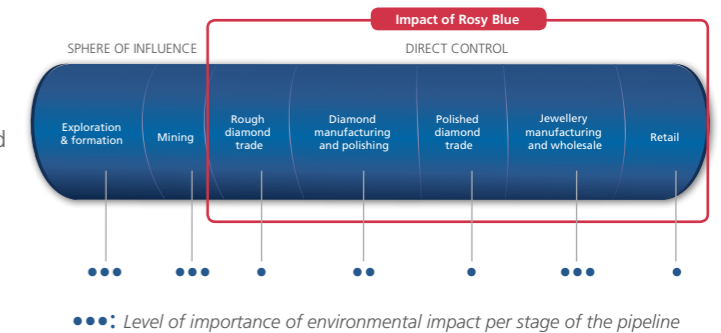 Impact of Rosy Blue
SPHERE OF INFLUENCE
DIRECT CONTROL
Exploration
& formation
Mining
Rough
diamond
trade
Diamond
manufacturing
and polishing
Polished
diamond
trade
Jewellery
manufacturing
and wholesale
Retail
d
•••
•••
•
••
•
•••
•
•••: Level of importance of environmental impact per stage of the pipeline